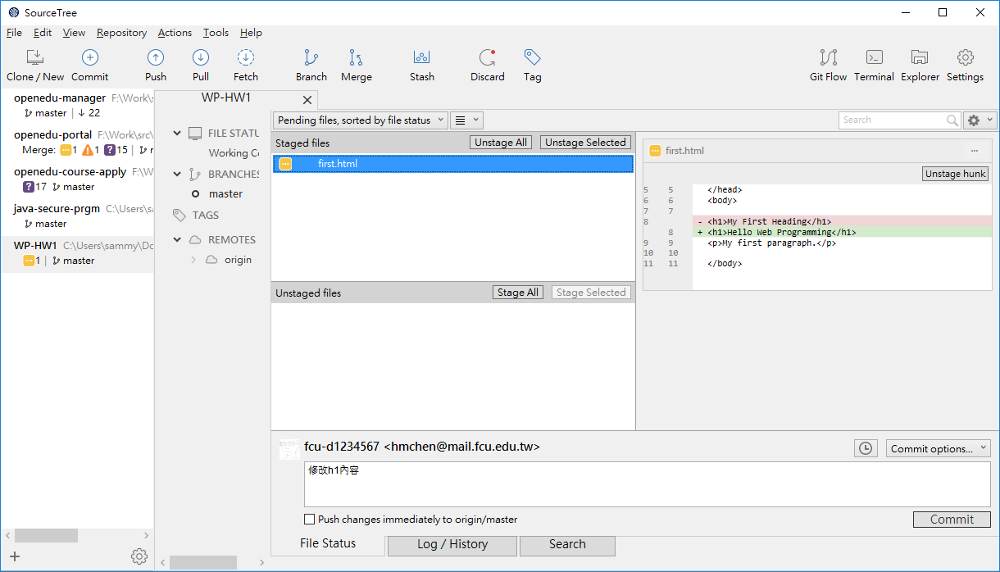 SourceTree
File Edit View Repository Actions Tools Help
Clone / New Commit Push Pull Fetch Branch Merge Stash Discard Tag Git Flow Terminal Explorer Settings
openedu-manager F:\Work\s
master | ↓ 22
openedu-portal F:\Work\src\
Merge: 1 1 ? 15 |
openedu-course-apply F:\W
? 17 master
java-secure-prgm C:\Users\sa
master
WP-HW1 C:\Users\sammy\Do
1 | master
WP-HW1
FILE STATU
Working Co
BRANCHES
master
TAGS
REMOTES
origin
Pending files, sorted by file status
Search
Staged files Unstage All Unstage Selected
first.html
Unstaged files Stage All Stage Selected
first.html ...
Unstage hunk
5 5 </head>
6 6 <body>
7 7
8 - <h1>My First Heading</h1>
8 + <h1>Hello Web Programming</h1>
9 9 <p>My first paragraph.</p>
10 10
11 11 </body>
fcu-d1234567 <hmchen@mail.fcu.edu.tw>
Commit options...
修改h1內容
Push changes immediately to origin/master
Commit
File Status Log / History Search